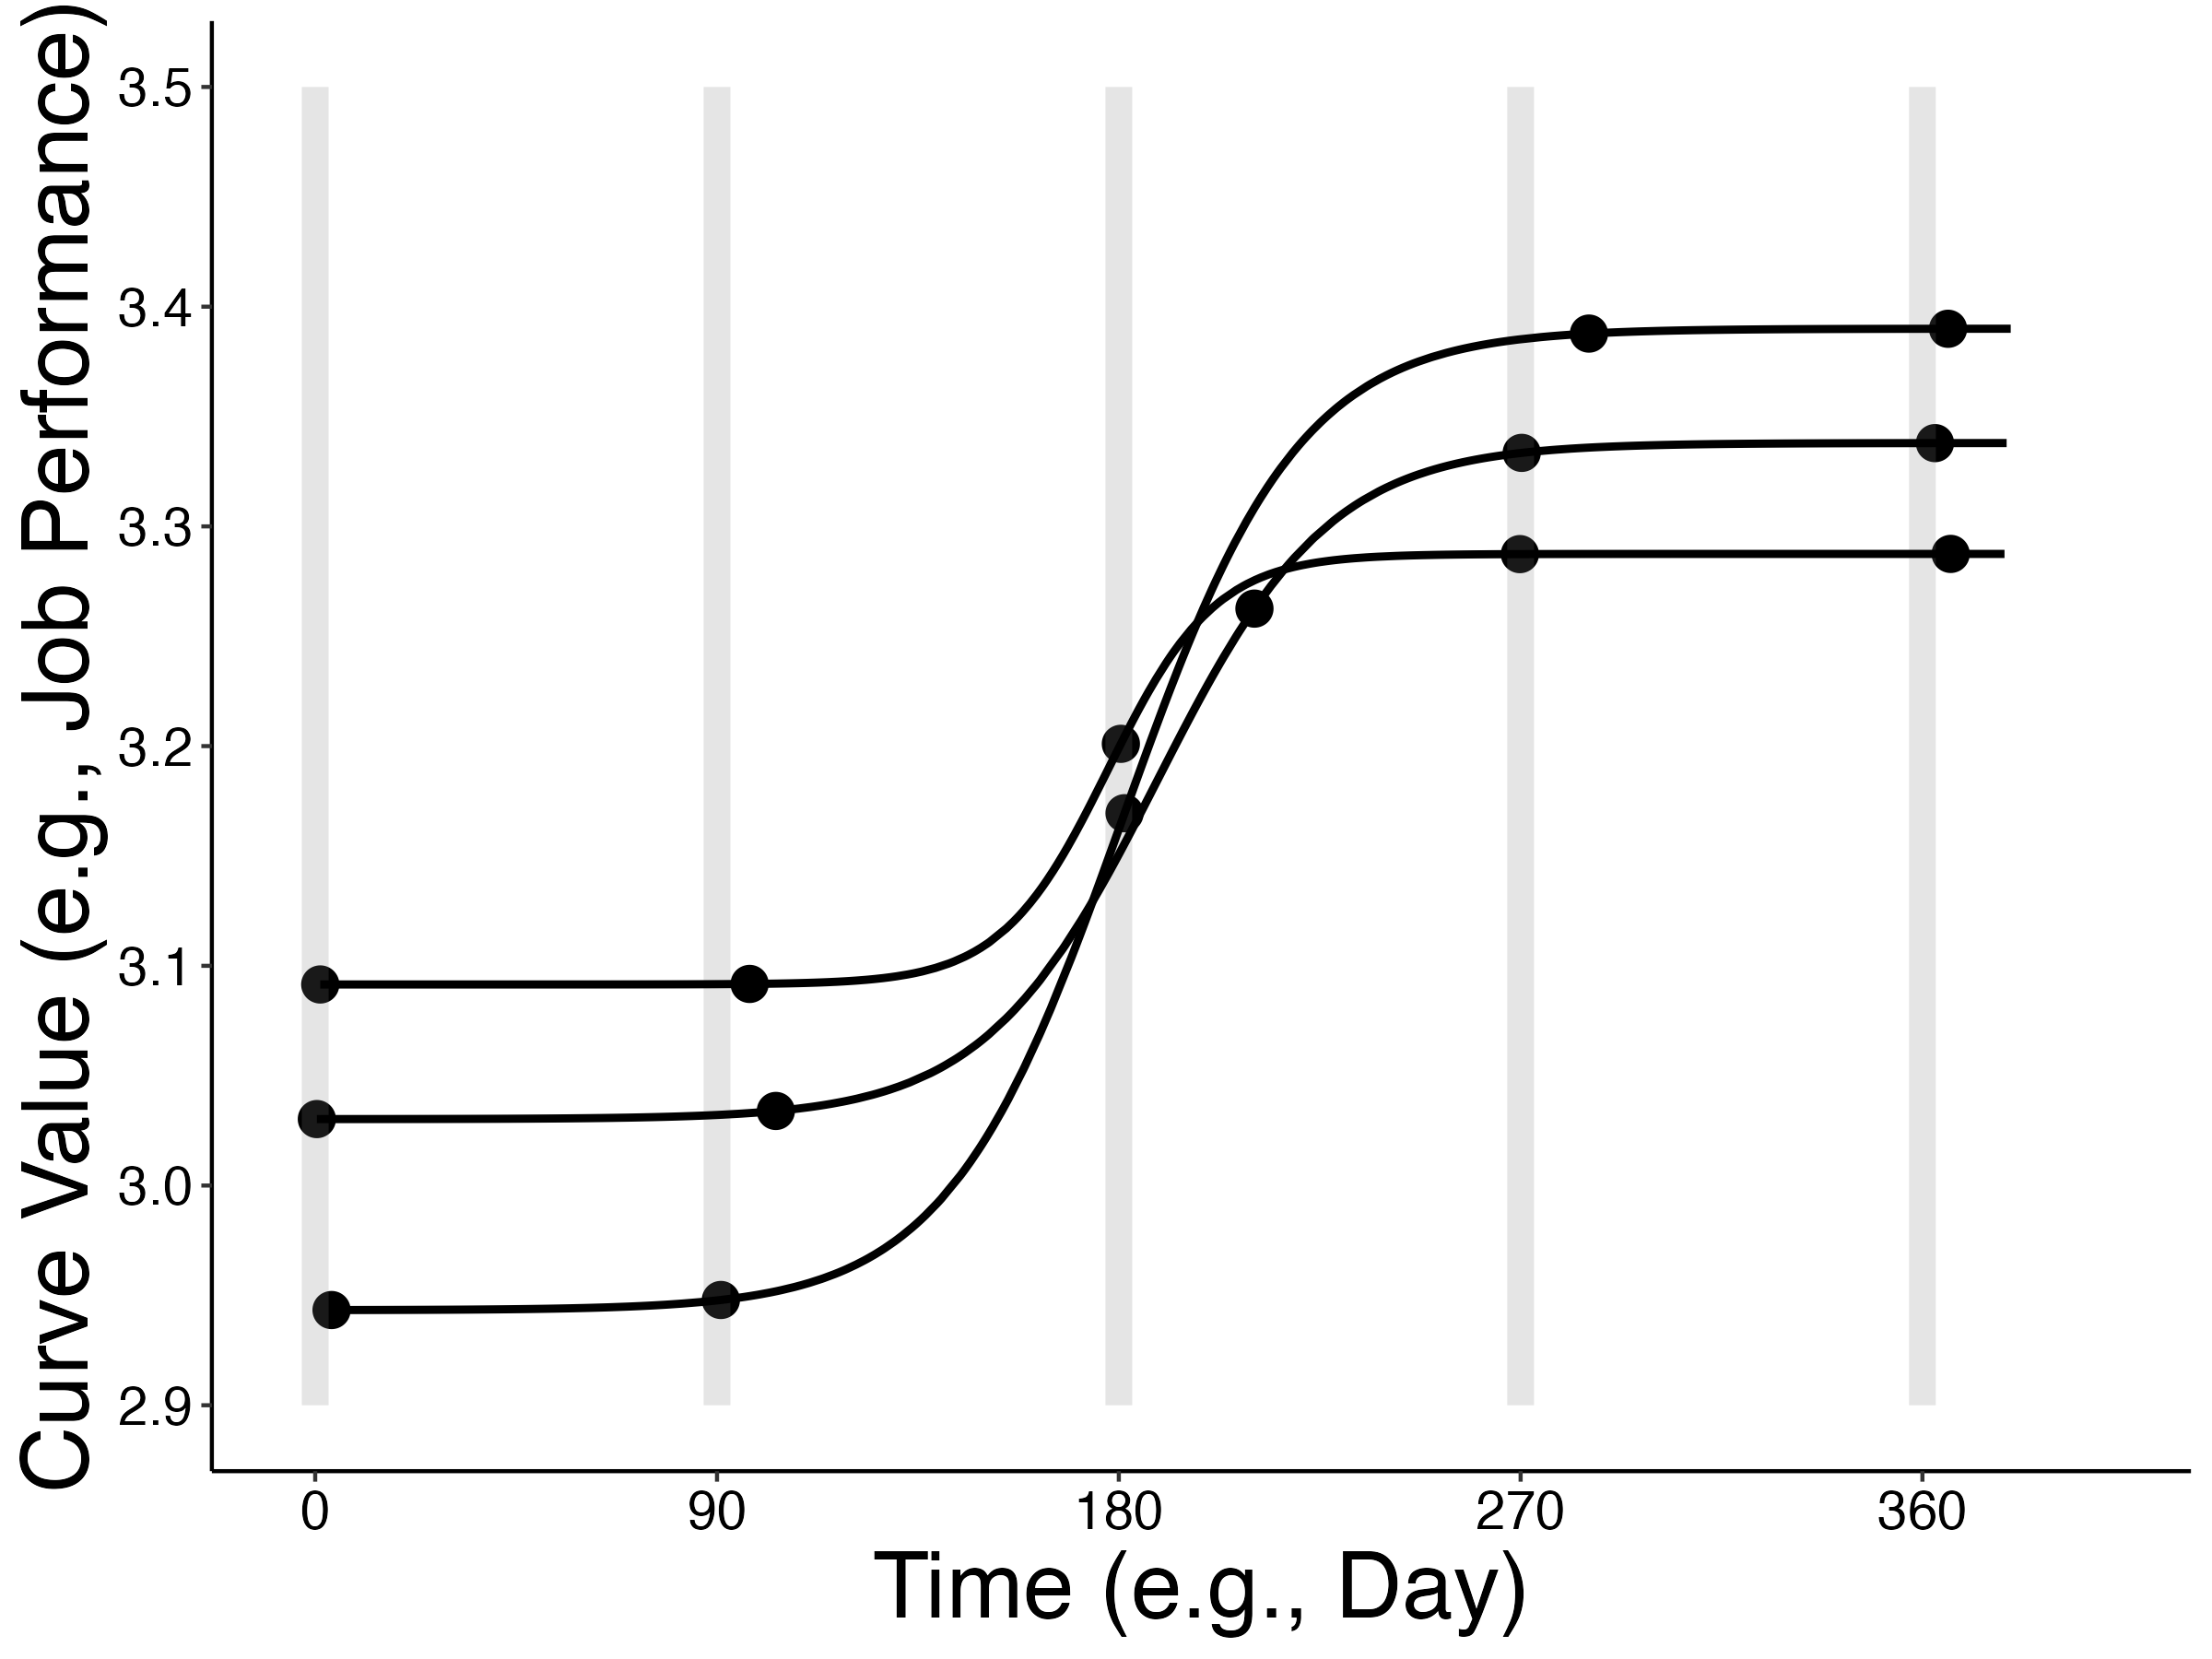 Curve Value (e.g., Job Performance)
3.5
3.4
3.3
3.2
3.1
3.0
2.9
0 90 180 270 360
Time (e.g., Day)